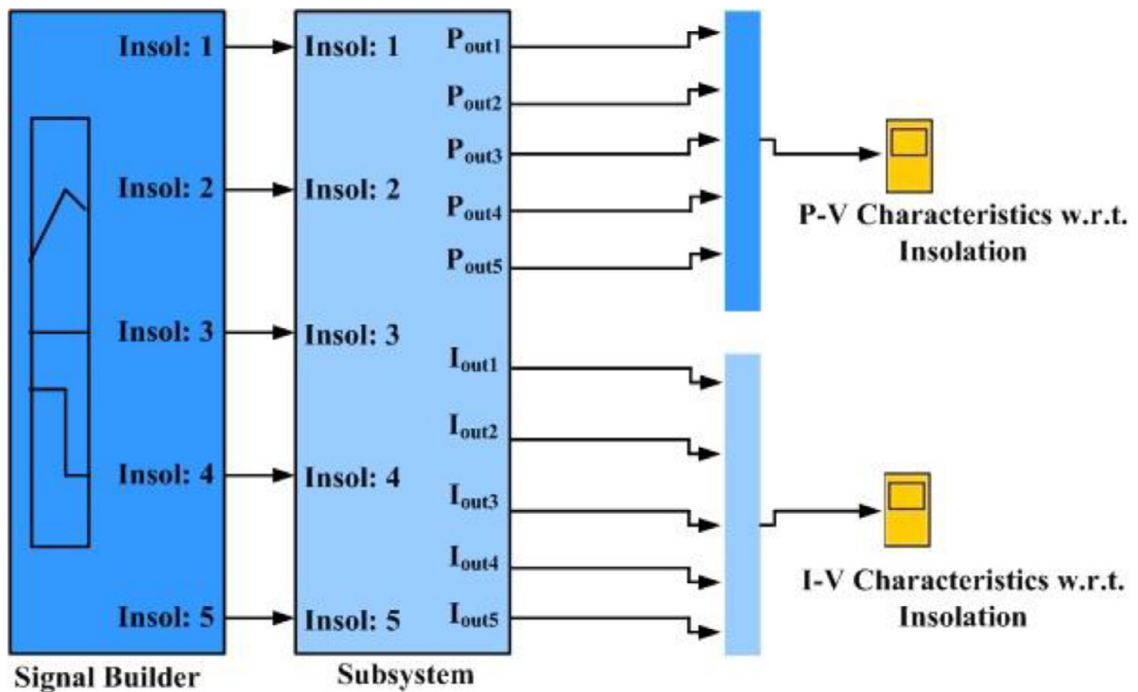 Insol: 1
Insol: 2
Insol: 3
Insol: 4
Insol: 5
Signal Builder
Insol: 1
Insol: 2
Insol: 3
Insol: 4
Insol: 5
Pout1
Pout2
Pout3
Pout4
Pout5
Iout1
Iout2
Iout3
Iout4
Iout5
Subsystem
P-V Characteristics w.r.t.
Insolation
I-V Characteristics w.r.t.
Insolation